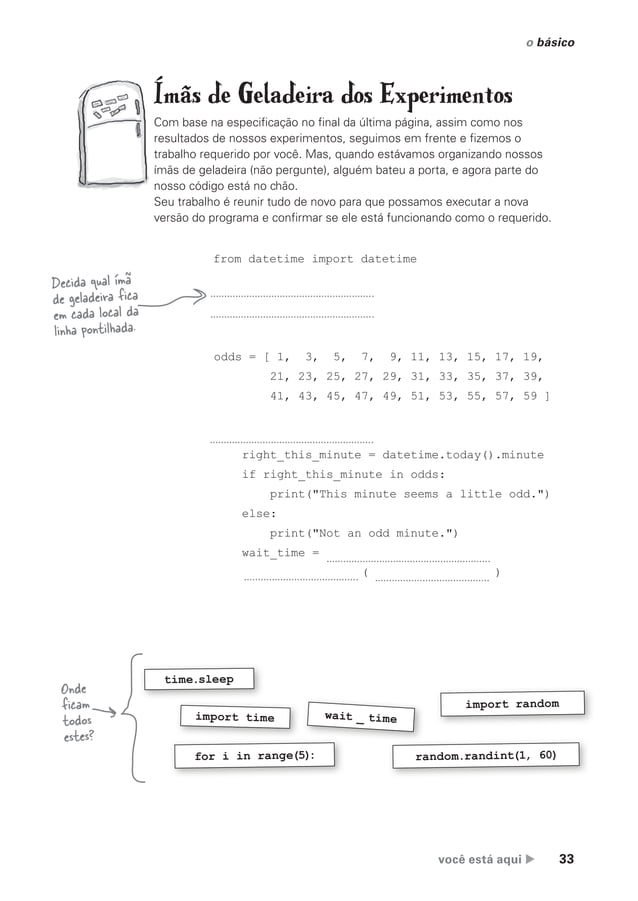 o básico
Ímãs de Geladeira dos Experimentos
Com base na especificação no final da última página, assim como nos
resultados de nossos experimentos, seguimos em frente e fizemos o
trabalho requerido por você. Mas, quando estávamos organizando nossos
ímãs de geladeira (não pergunte), alguém bateu a porta, e agora parte do
nosso código está no chão.
Seu trabalho é reunir tudo de novo para que possamos executar a nova
versão do programa e confirmar se ele está funcionando como o requerido.
from datetime import datetime
Decida qual ímã
de geladeira fica
em cada local da
linha pontilhada.
odds = [ 1, 3, 5, 7, 9, 11, 13, 15, 17, 19,
21, 23, 25, 27, 29, 31, 33, 35, 37, 39,
41, 43, 45, 47, 49, 51, 53, 55, 57, 59 ]
right_this_minute = datetime.today().minute
if right_this_minute in odds:
print("This minute seems a little odd.")
else:
print("Not an odd minute.")
wait_time =
( )
Onde
ficam
todos
estes?
time.sleep
import time
wait_time
import random
for i in range(5):
random.randint(1, 60)
você está aqui ▶ 33